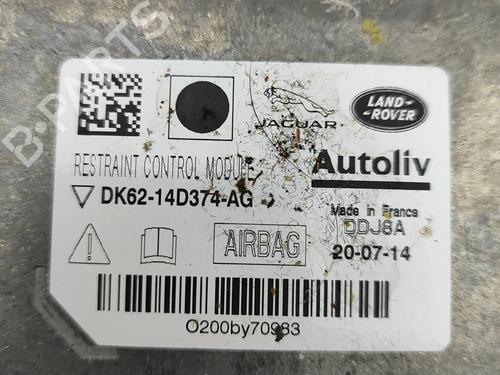 B-PARTS
JAGUAR
LAND-
-ROVER
RESTRAINT CONTROL MODULE
Autoliv
DK62-14D374-AG
Made in France
DDJ8A
AIRBAG
20-07-14
O200by70983